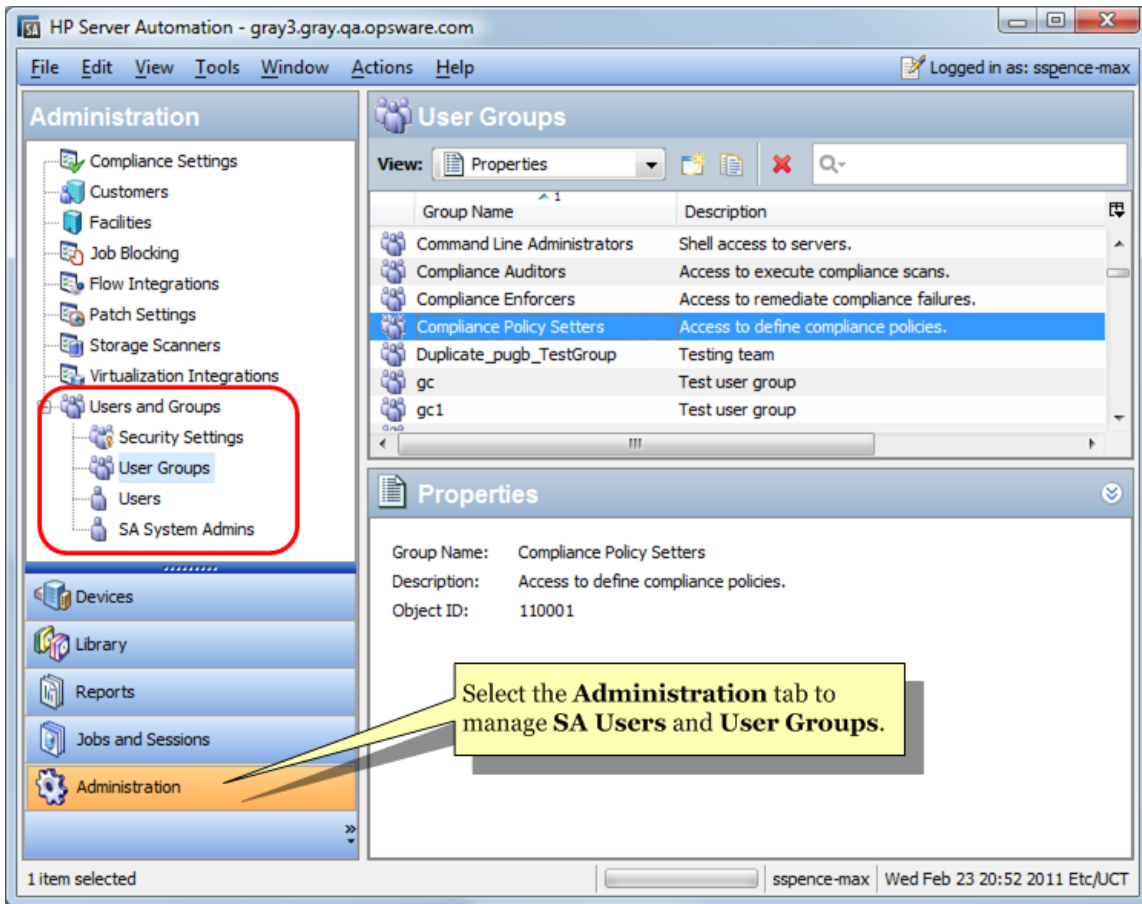 SA HP Server Automation - gray3.gray.qa.opsware.com
File Edit View Tools Window Actions Help
Logged in as: sspence-max
Administration
Compliance Settings
Customers
Facilities
Job Blocking
Flow Integrations
Patch Settings
Storage Scanners
Virtualization Integrations
Users and Groups
Security Settings
User Groups
Users
SA System Admins
Devices
Library
Reports
Jobs and Sessions
Administration
User Groups
View: Properties
1
Group Name Description
Command Line Administrators Shell access to servers.
Compliance Auditors Access to execute compliance scans.
Compliance Enforcers Access to remediate compliance failures.
Compliance Policy Setters Access to define compliance policies.
Duplicate_pugb_TestGroup Testing team
gc Test user group
gc1 Test user group
Properties
Group Name: Compliance Policy Setters
Description: Access to define compliance policies.
Object ID: 110001
Select the Administration tab to
manage SA Users and User Groups.
1 item selected
sspence-max
Wed Feb 23 20:52 2011 Etc/UCT